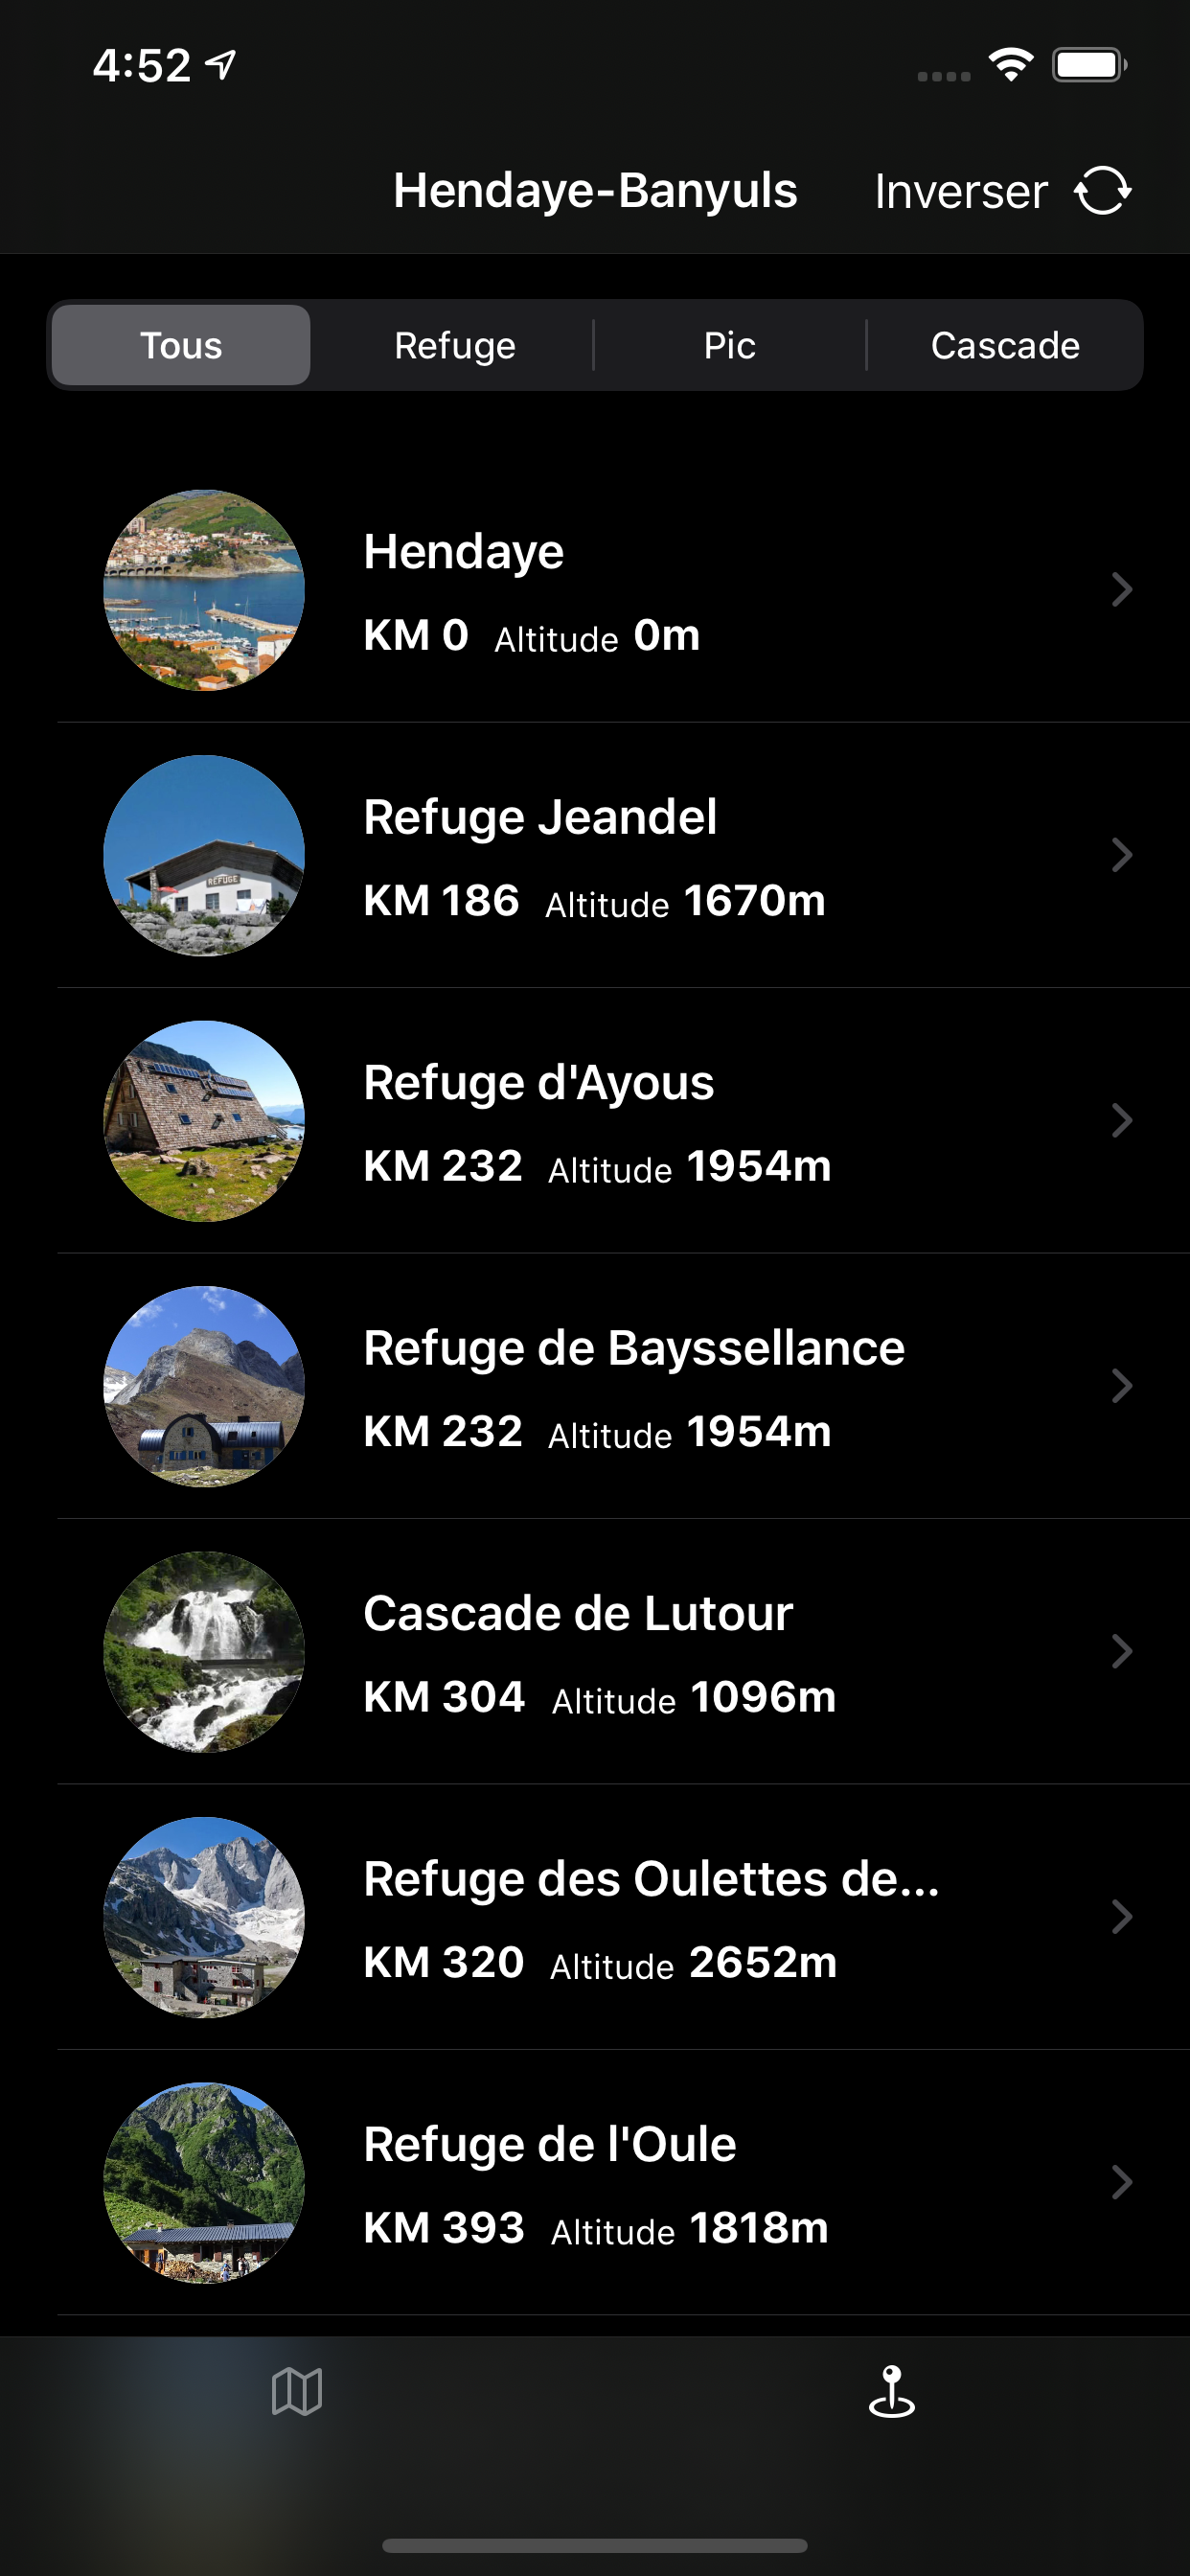 4:52
Hendaye-Banyuls
Inverser
Tous Refuge Pic Cascade
Hendaye
KM 0 Altitude 0m
Refuge Jeandel
KM 186 Altitude 1670m
REFUGE
Refuge d'Ayous
KM 232 Altitude 1954m
Refuge de Bayssellance
KM 232 Altitude 1954m
Cascade de Lutour
KM 304 Altitude 1096m
Refuge des Oulettes de...
KM 320 Altitude 2652m
Refuge de l'Oule
KM 393 Altitude 1818m